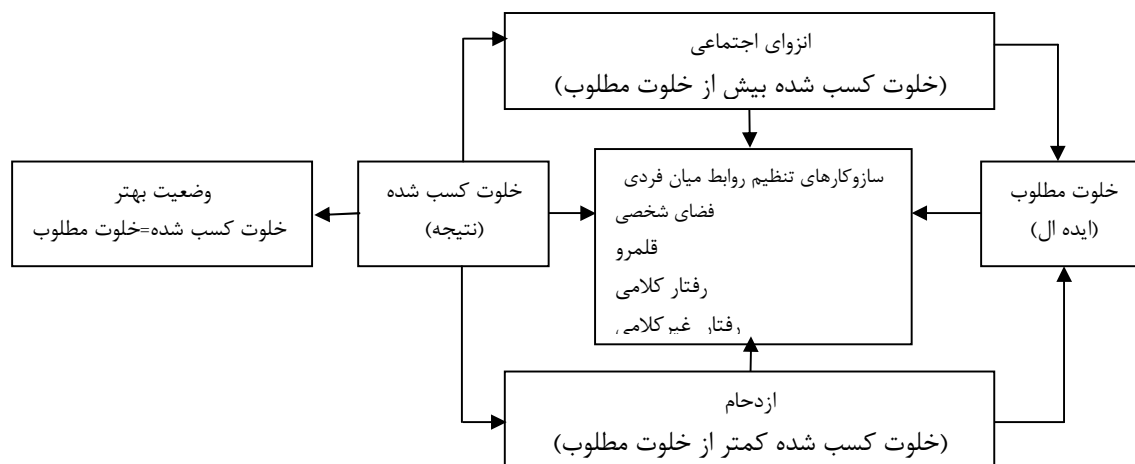 انزوای اجتماعی
(خلوت کسب شده بیش از خلوت مطلوب)
خلوت مطلوب
(ایده ال)
سازوکارهای تنظیم روابط میان فردی
فضای شخصی
قلمرو
رفتار کلامی
رفتار غیرکلامی
خلوت کسب شده
(نتیجه)
وضعیت بهتر
خلوت کسب شده=خلوت مطلوب
ازدحام
(خلوت کسب شده کمتر از خلوت مطلوب)